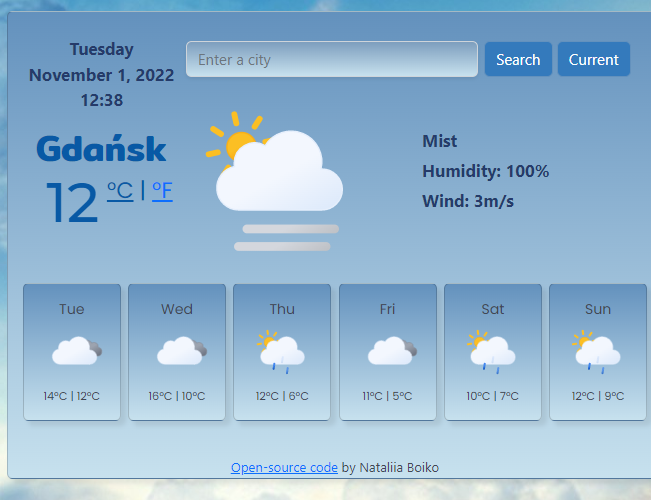 Tuesday
November 1, 2022
12:38
Enter a city
Search
Current
Gdańsk
12 °C | °F
Mist
Humidity: 100%
Wind: 3m/s
Tue
Wed
Thu
Fri
Sat
Sun
14°C | 12°C
16°C | 10°C
12°C | 6°C
11°C | 5°C
10°C | 7°C
12°C | 9°C
Open-source code by Nataliia Boiko